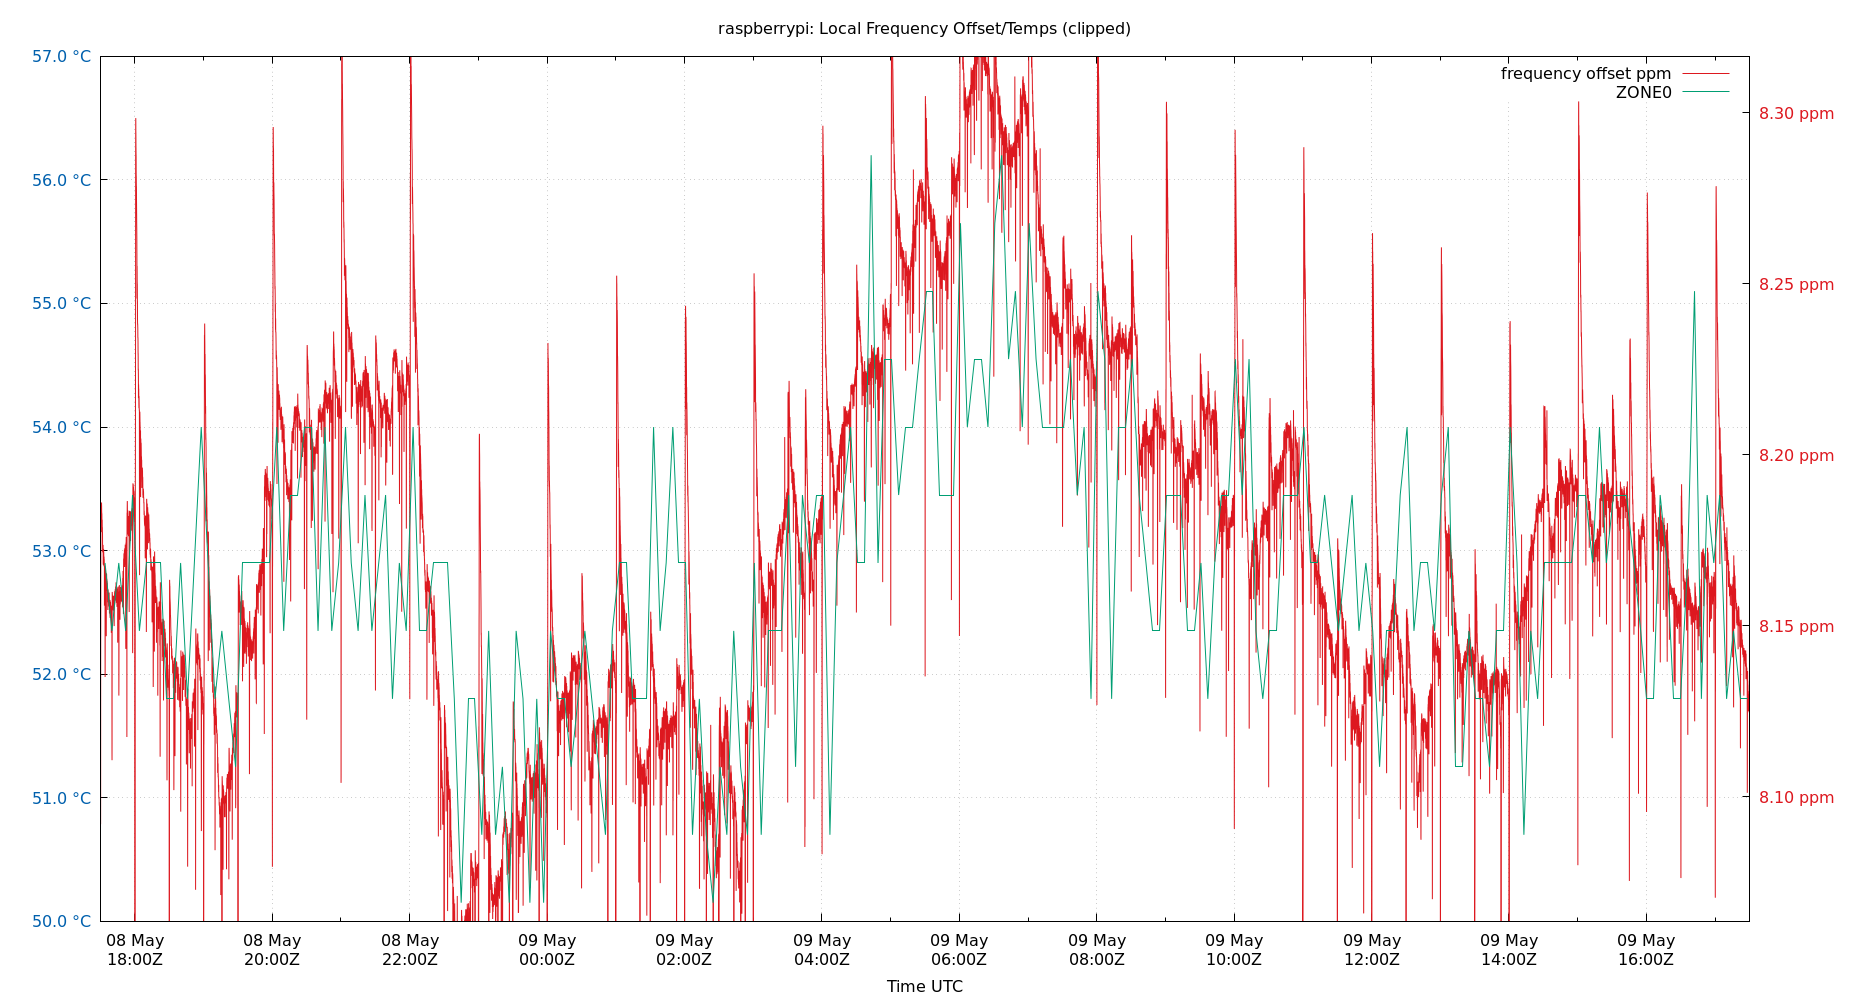 raspberrypi: Local Frequency Offset/Temps (clipped)
57.0 °C
56.0 °C
55.0 °C
54.0 °C
53.0 °C
52.0 °C
51.0 °C
50.0 °C
frequency offset ppm
ZONE0
8.30 ppm
8.25 ppm
8.20 ppm
8.15 ppm
8.10 ppm
08 May 08 May 08 May 09 May 09 May 09 May 09 May 09 May 09 May 09 May 09 May 09 May
18:00Z 20:00Z 22:00Z 00:00Z 02:00Z 04:00Z 06:00Z 08:00Z 10:00Z 12:00Z 14:00Z 16:00Z
Time UTC